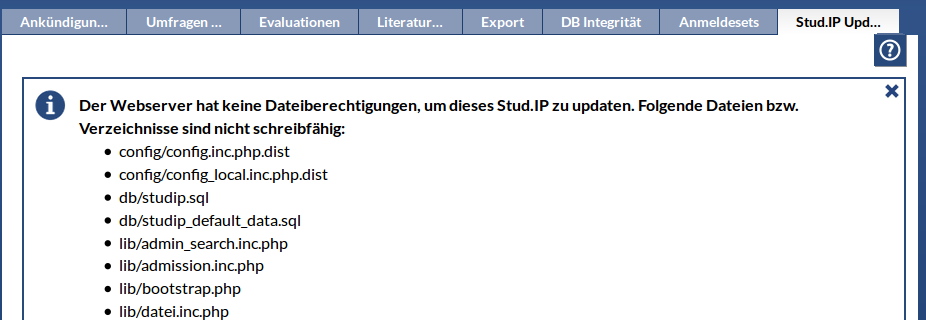 Ankündigun... Umfragen ... Evaluationen Literatur... Export DB Integrität Anmeldesets Stud.IP Upd...
?
Der Webserver hat keine Dateiberechtigungen, um dieses Stud.IP zu updaten. Folgende Dateien bzw.
Verzeichnisse sind nicht schreibfähig:
• config/config.inc.php.dist
• config/config_local.inc.php.dist
• db/studip.sql
• db/studip_default_data.sql
• lib/admin_search.inc.php
• lib/admission.inc.php
• lib/bootstrap.php
• lib/datei.inc.php